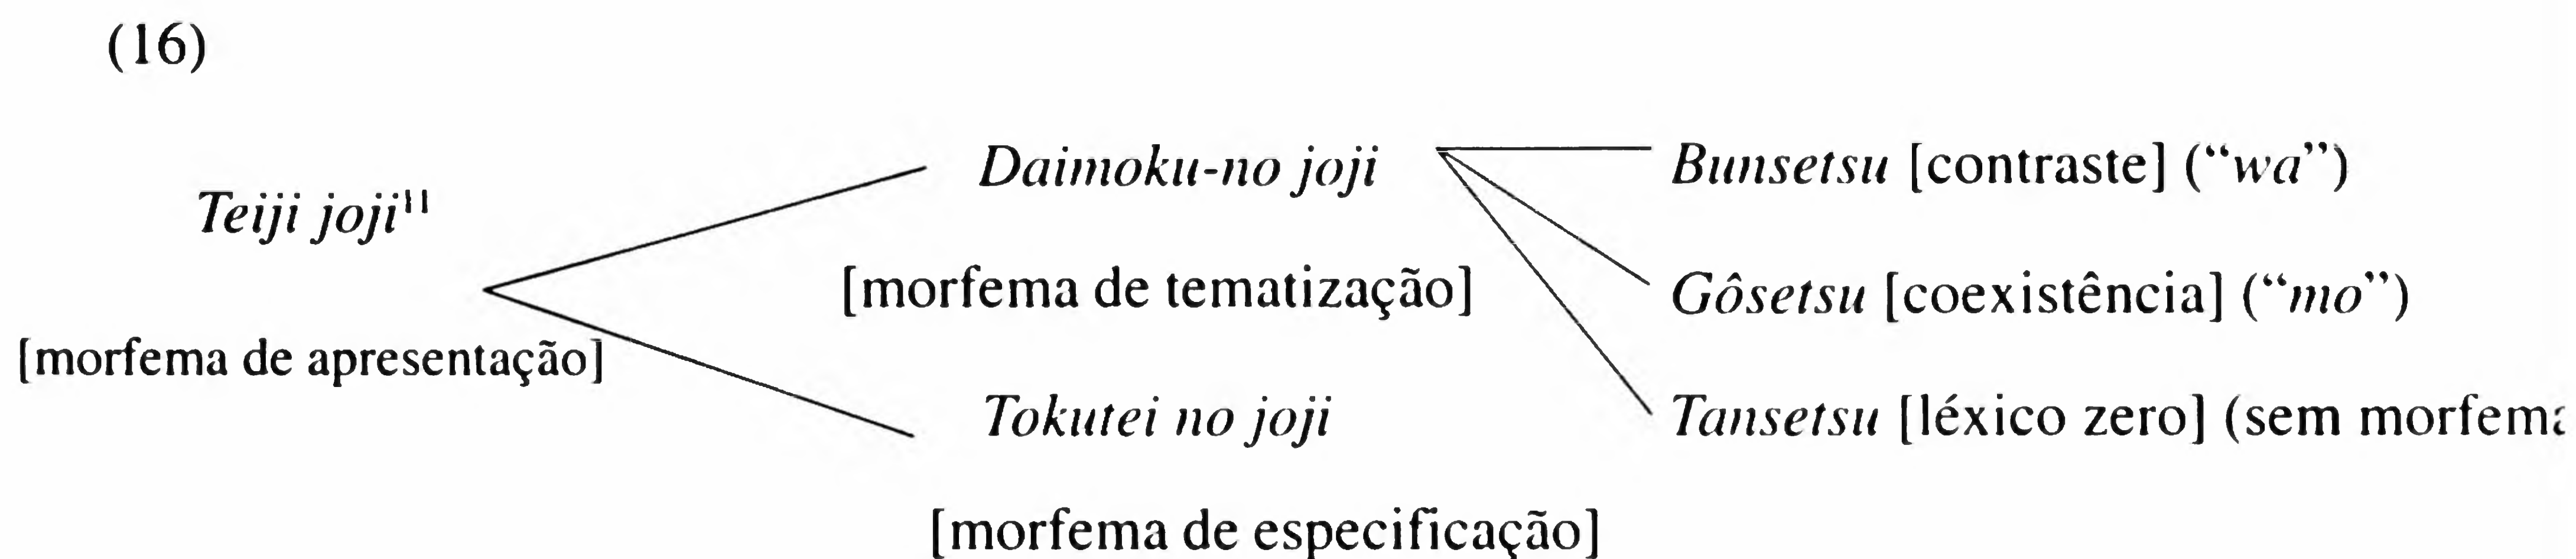 (16)
Teiji joji¹¹
[morfema de apresentação]
Daimoku-no joji
[morfema de tematização]
Tokutei no joji
[morfema de especificação]
Bunsetsu [contraste] (“wa”)
Gôsetsu [coexistência] (“mo”)
Tansetsu [léxico zero] (sem